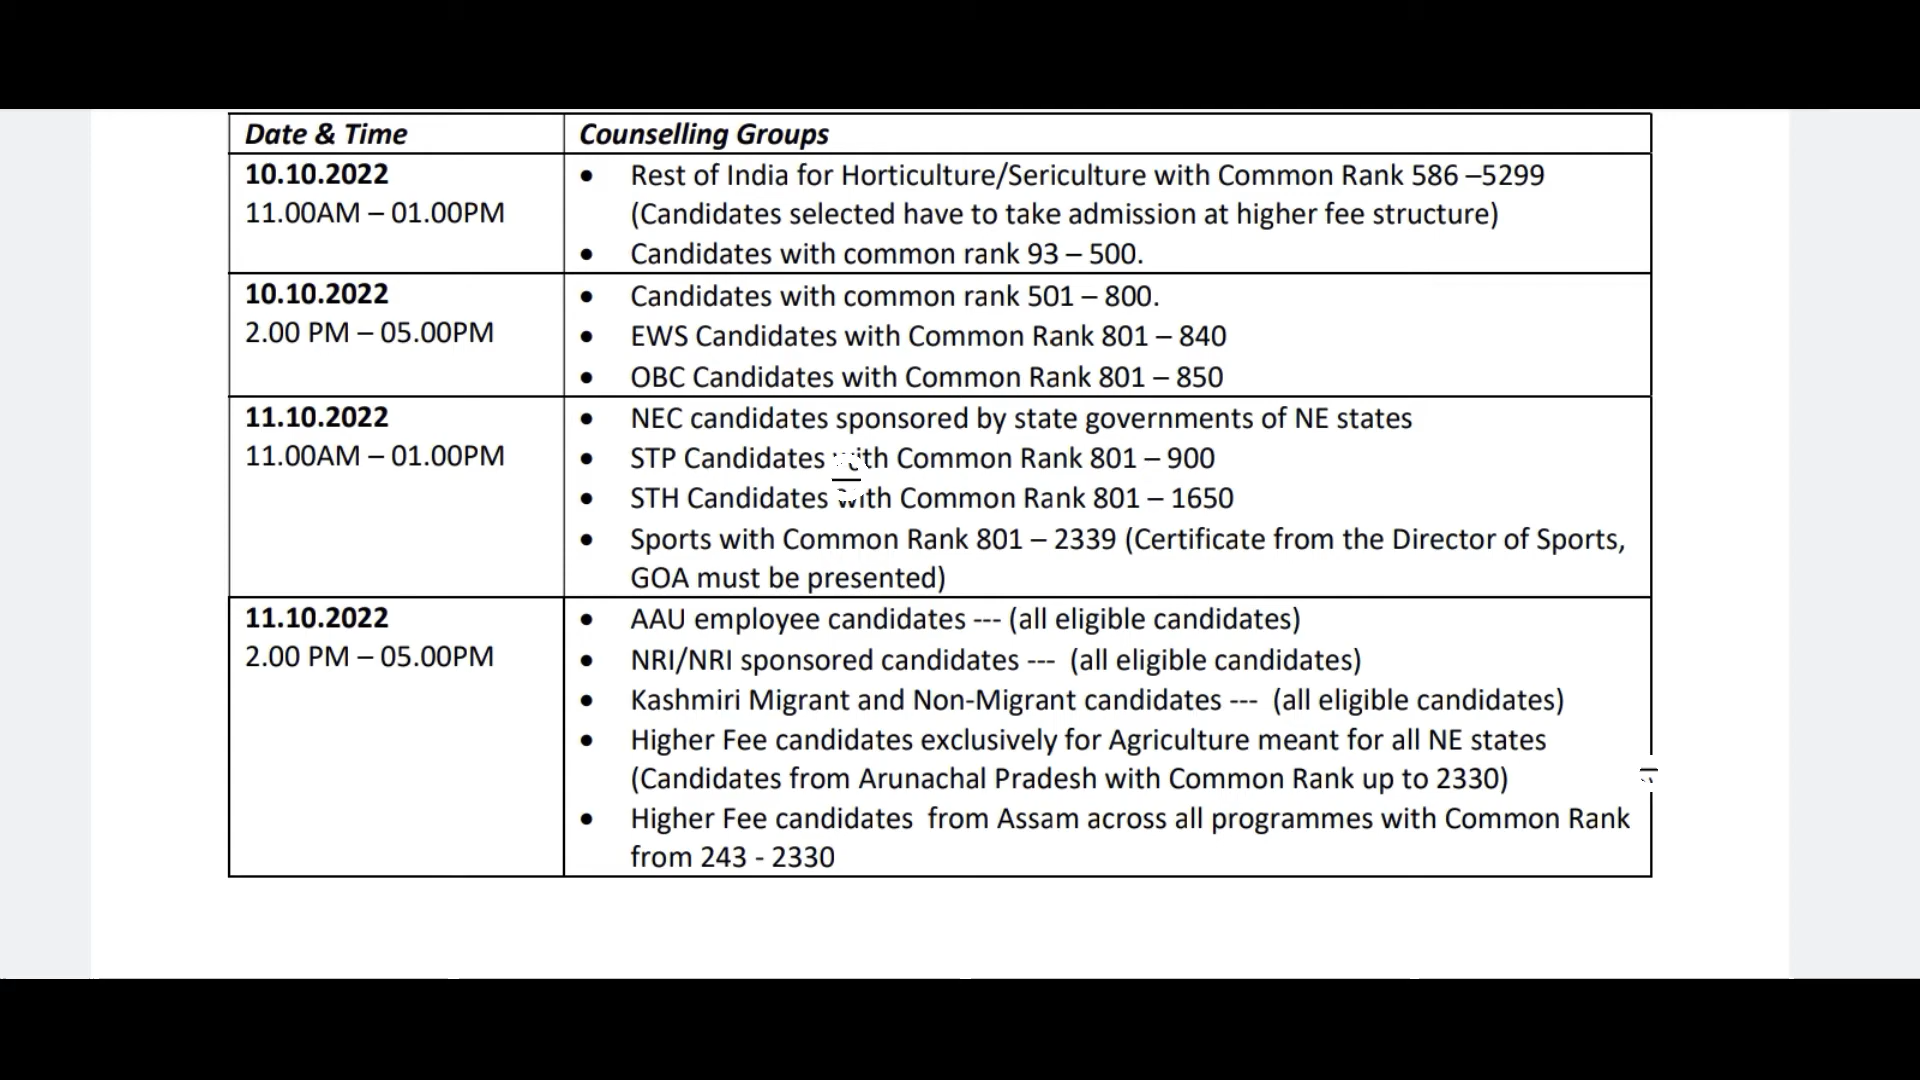 Date & Time
Counselling Groups
10.10.2022
11.00AM – 01.00PM
• Rest of India for Horticulture/Sericulture with Common Rank 586 –5299
(Candidates selected have to take admission at higher fee structure)
• Candidates with common rank 93 – 500.
10.10.2022
2.00 PM – 05.00PM
• Candidates with common rank 501 – 800.
• EWS Candidates with Common Rank 801 – 840
• OBC Candidates with Common Rank 801 – 850
11.10.2022
11.00AM – 01.00PM
• NEC candidates sponsored by state governments of NE states
• STP Candidates with Common Rank 801 – 900
• STH Candidates with Common Rank 801 – 1650
• Sports with Common Rank 801 – 2339 (Certificate from the Director of Sports,
GOA must be presented)
11.10.2022
2.00 PM – 05.00PM
• AAU employee candidates --- (all eligible candidates)
• NRI/NRI sponsored candidates --- (all eligible candidates)
• Kashmiri Migrant and Non-Migrant candidates --- (all eligible candidates)
• Higher Fee candidates exclusively for Agriculture meant for all NE states
(Candidates from Arunachal Pradesh with Common Rank up to 2330)
• Higher Fee candidates from Assam across all programmes with Common Rank
from 243 - 2330